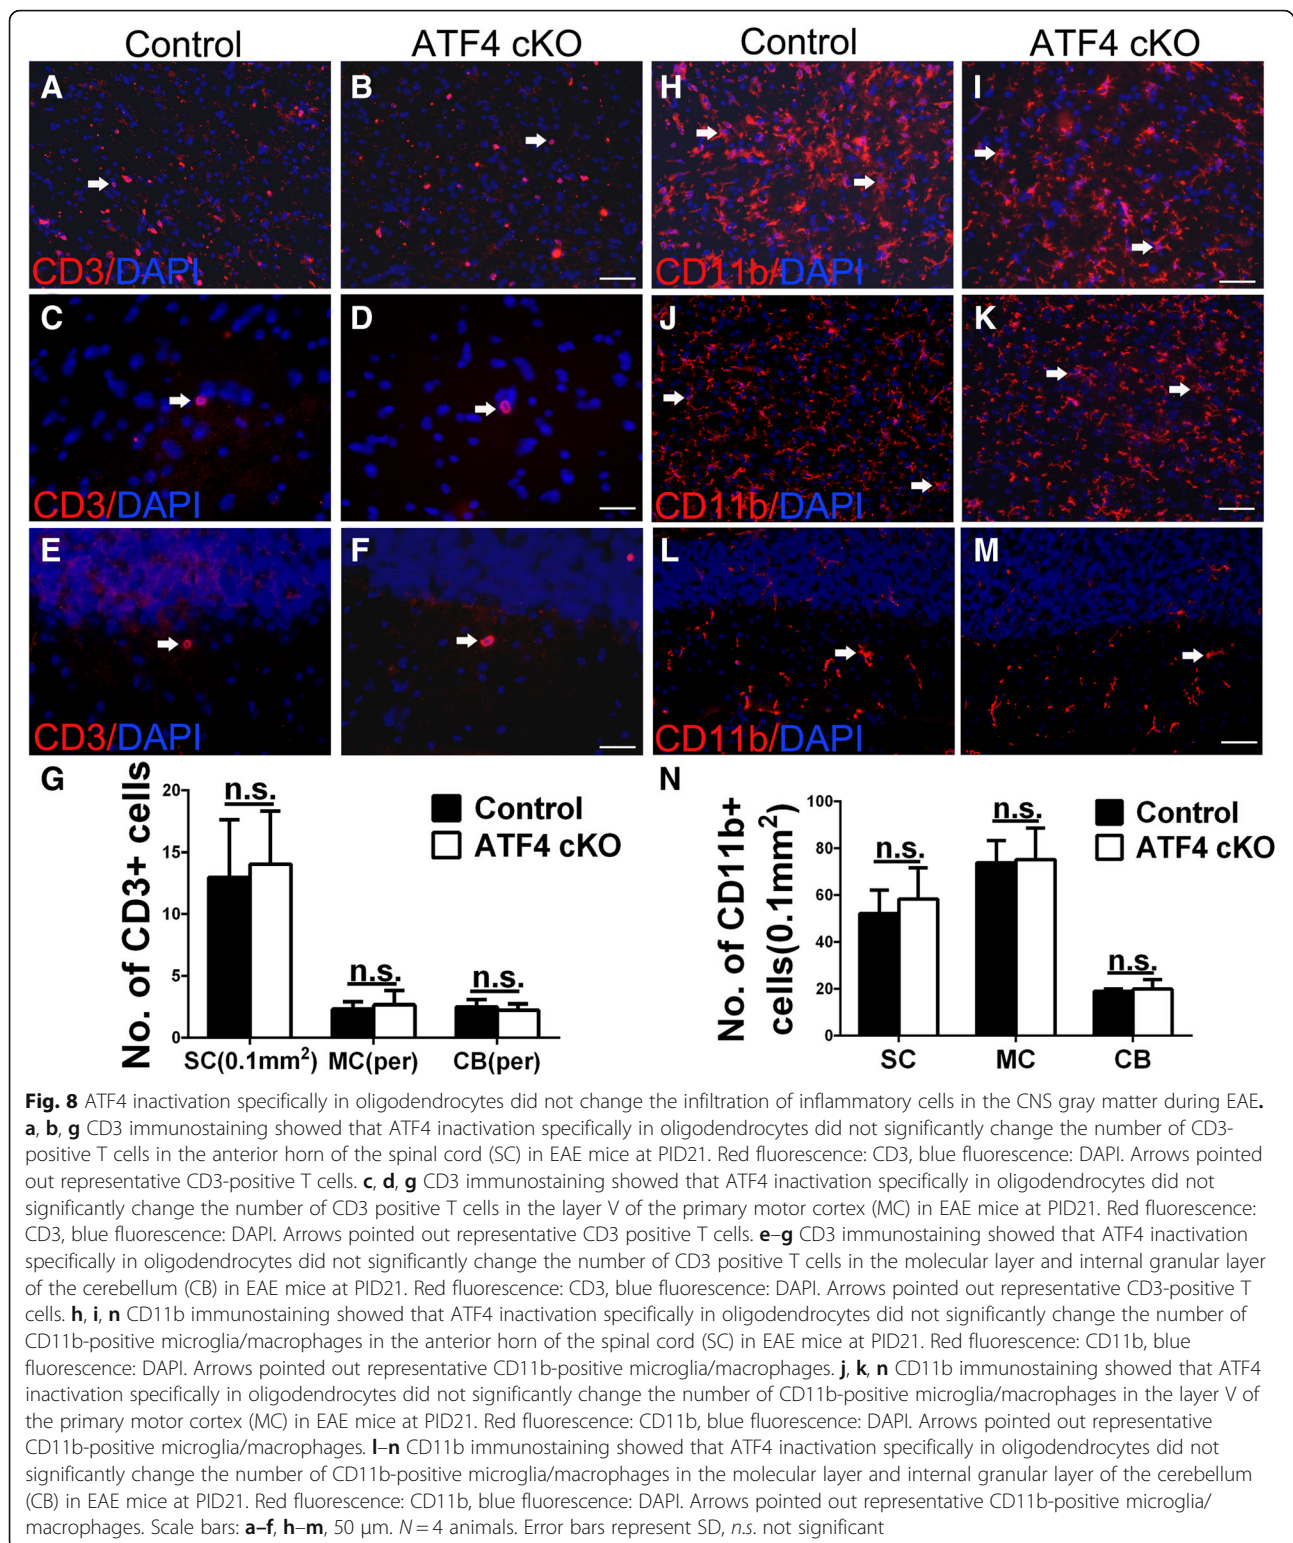 Control ATF4 cKO Control ATF4 cKO
A B H I
CD3/DAPI
C D J K
CD3/DAPI CD11b/DAPI
E F L M
CD3/DAPI CD11b/DAPI
G
No. of CD3+ cells
20
15
10
5
0
n.s.
n.s.
n.s.
Control
ATF4 cKO
SC(0.1mm²) MC(per) CB(per)
N
No. of CD11b+
cells(0.1mm²)
100
80
60
40
20
0
n.s.
n.s.
n.s.
Control
ATF4 cKO
SC MC CB
CD11b/DAPI
Fig. 8 ATF4 inactivation specifically in oligodendrocytes did not change the infiltration of inflammatory cells in the CNS gray matter during EAE.
a, b, g CD3 immunostaining showed that ATF4 inactivation specifically in oligodendrocytes did not significantly change the number of CD3-
positive T cells in the anterior horn of the spinal cord (SC) in EAE mice at PID21. Red fluorescence: CD3, blue fluorescence: DAPI. Arrows pointed
out representative CD3-positive T cells. c, d, g CD3 immunostaining showed that ATF4 inactivation specifically in oligodendrocytes did not
significantly change the number of CD3 positive T cells in the layer V of the primary motor cortex (MC) in EAE mice at PID21. Red fluorescence:
CD3, blue fluorescence: DAPI. Arrows pointed out representative CD3 positive T cells. e–g CD3 immunostaining showed that ATF4 inactivation
specifically in oligodendrocytes did not significantly change the number of CD3 positive T cells in the molecular layer and internal granular layer
of the cerebellum (CB) in EAE mice at PID21. Red fluorescence: CD3, blue fluorescence: DAPI. Arrows pointed out representative CD3-positive T
cells. h, i, n CD11b immunostaining showed that ATF4 inactivation specifically in oligodendrocytes did not significantly change the number of
CD11b-positive microglia/macrophages in the anterior horn of the spinal cord (SC) in EAE mice at PID21. Red fluorescence: CD11b, blue
fluorescence: DAPI. Arrows pointed out representative CD11b-positive microglia/macrophages. j, k, n CD11b immunostaining showed that ATF4
inactivation specifically in oligodendrocytes did not significantly change the number of CD11b-positive microglia/macrophages in the layer V of
the primary motor cortex (MC) in EAE mice at PID21. Red fluorescence: CD11b, blue fluorescence: DAPI. Arrows pointed out representative
CD11b-positive microglia/macrophages. l–n CD11b immunostaining showed that ATF4 inactivation specifically in oligodendrocytes did not
significantly change the number of CD11b-positive microglia/macrophages in the molecular layer and internal granular layer of the cerebellum
(CB) in EAE mice at PID21. Red fluorescence: CD11b, blue fluorescence: DAPI. Arrows pointed out representative CD11b-positive microglia/
macrophages. Scale bars: a–f, h–m, 50 μm. N = 4 animals. Error bars represent SD, n.s. not significant